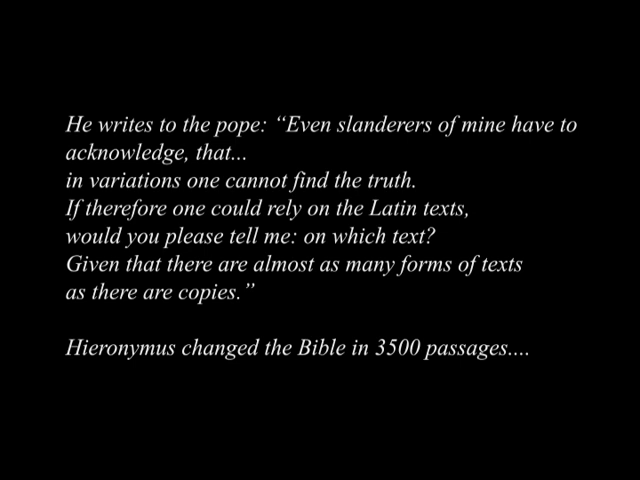 He writes to the pope: “Even slanderers of mine have to
acknowledge, that...
in variations one cannot find the truth.
If therefore one could rely on the Latin texts,
would you please tell me: on which text?
Given that there are almost as many forms of texts
as there are copies.”
Hieronymus changed the Bible in 3500 passages....